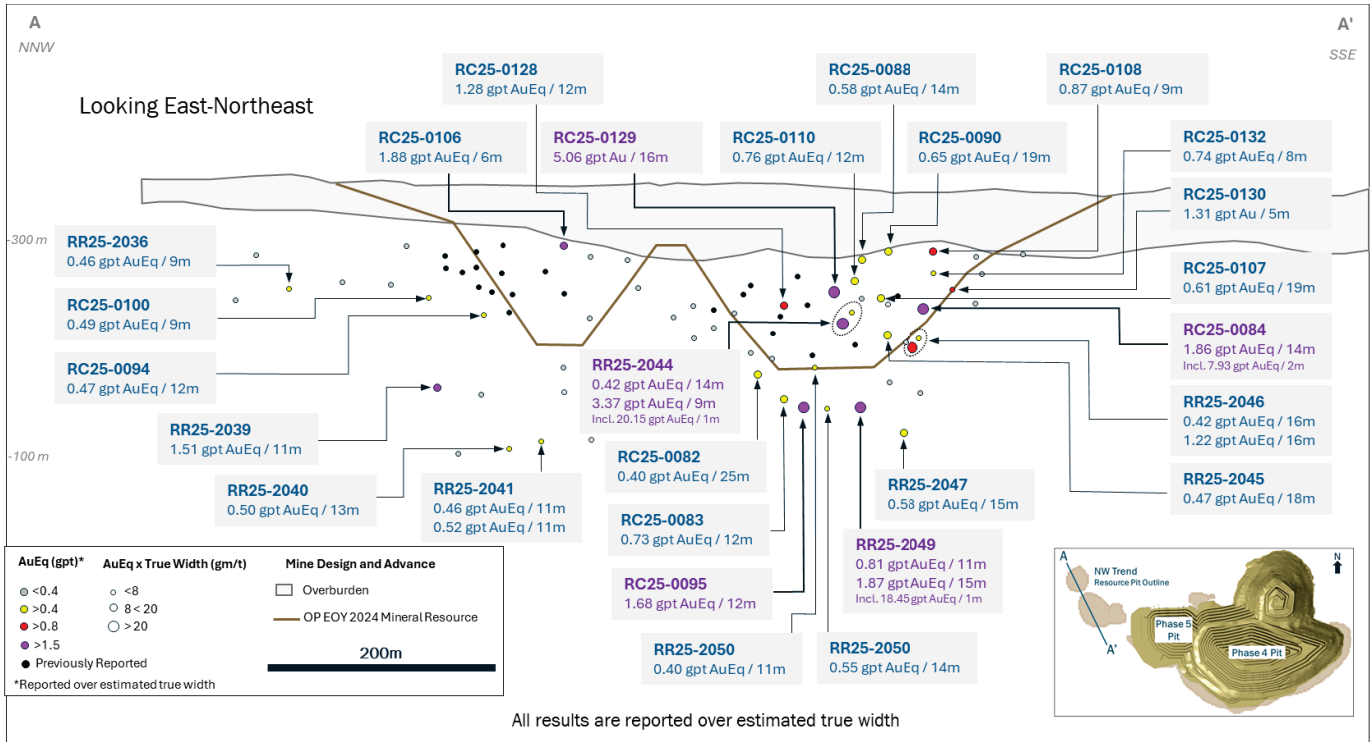 A
NNW
A'
SSE
Looking East-Northeast
RC25-0128
1.28 gpt AuEq / 12m
RC25-0088
0.58 gpt AuEq / 14m
RC25-0108
0.87 gpt AuEq / 9m
RC25-0106
1.88 gpt AuEq / 6m
RC25-0129
5.06 gpt Au / 16m
RC25-0110
0.76 gpt AuEq / 12m
RC25-0090
0.65 gpt AuEq / 19m
RC25-0132
0.74 gpt AuEq / 8m
RC25-0130
1.31 gpt Au / 5m
-300 m
RR25-2036
0.46 gpt AuEq / 9m
RC25-0107
0.61 gpt AuEq / 19m
RC25-0100
0.49 gpt AuEq / 9m
RC25-0084
1.86 gpt AuEq / 14m
Incl. 7.93 gpt AuEq / 2m
RC25-0094
0.47 gpt AuEq / 12m
RR25-2044
0.42 gpt AuEq / 14m
3.37 gpt AuEq / 9m
Incl. 20.15 gpt AuEq / 1m
RR25-2046
0.42 gpt AuEq / 16m
1.22 gpt AuEq / 16m
RR25-2039
1.51 gpt AuEq / 11m
-100 m
RC25-0082
0.40 gpt AuEq / 25m
RR25-2045
0.47 gpt AuEq / 18m
RR25-2040
0.50 gpt AuEq / 13m
RR25-2041
0.46 gpt AuEq / 11m
0.52 gpt AuEq / 11m
RR25-2047
0.58 gpt AuEq / 15m
RC25-0083
0.73 gpt AuEq / 12m
RR25-2049
0.81 gpt AuEq / 11m
1.87 gpt AuEq / 15m
Incl. 18.45 gpt AuEq / 1m
RC25-0095
1.68 gpt AuEq / 12m
RR25-2050
0.40 gpt AuEq / 11m
RR25-2050
0.55 gpt AuEq / 14m
AuEq (gpt)*
<0.4
>0.4
>0.8
>1.5
Previously Reported
*Reported over estimated true width
AuEq x True Width (gm/t)
<8
8 < 20
> 20
Mine Design and Advance
Overburden
OP EOY 2024 Mineral Resource
200m
A
N
NW Trend
Resource Pit Outline
Phase 5
Pit
Phase 4 Pit
A'
All results are reported over estimated true width